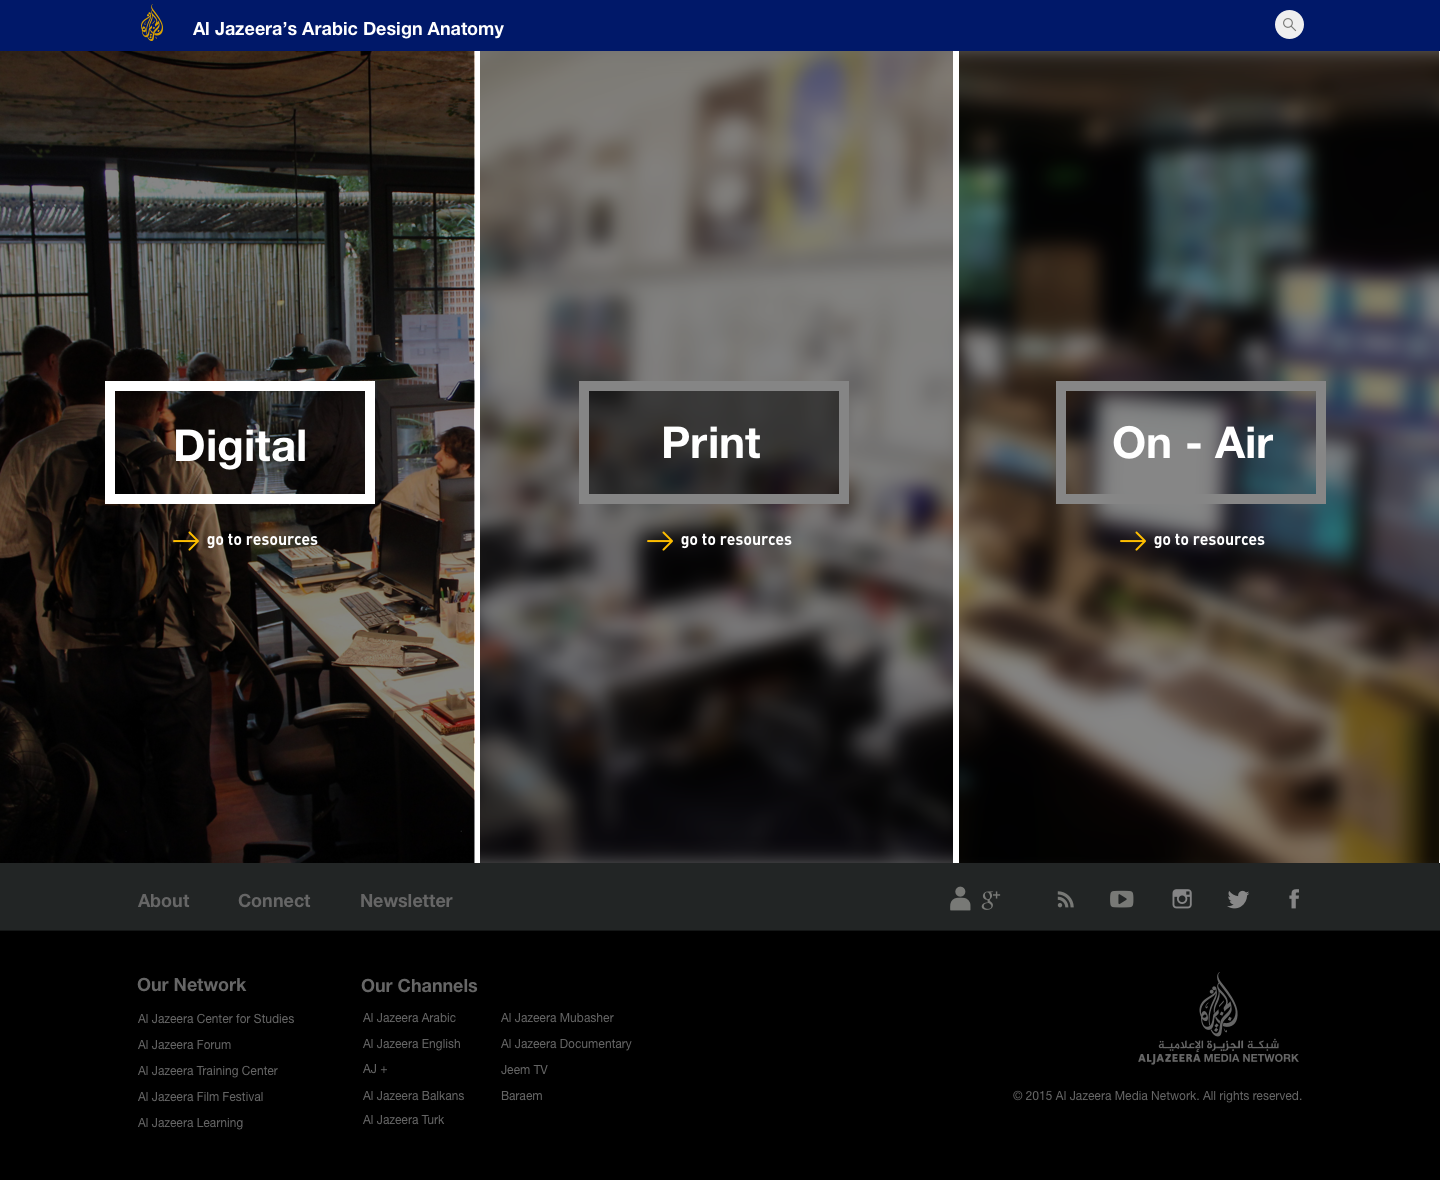 Al Jazeera’s Arabic Design Anatomy
Digital
go to resources
Print
go to resources
On - Air
go to resources
About
Connect
Newsletter
g+
Our Network
Al Jazeera Center for Studies
Al Jazeera Forum
Al Jazeera Training Center
Al Jazeera Film Festival
Al Jazeera Learning
Our Channels
Al Jazeera Arabic
Al Jazeera English
AJ +
Al Jazeera Balkans
Al Jazeera Turk
Al Jazeera Mubasher
Al Jazeera Documentary
Jeem TV
Baraem
شبكة الجزيرة الإعلامية
ALJAZEERA MEDIA NETWORK
© 2015 Al Jazeera Media Network. All rights reserved.